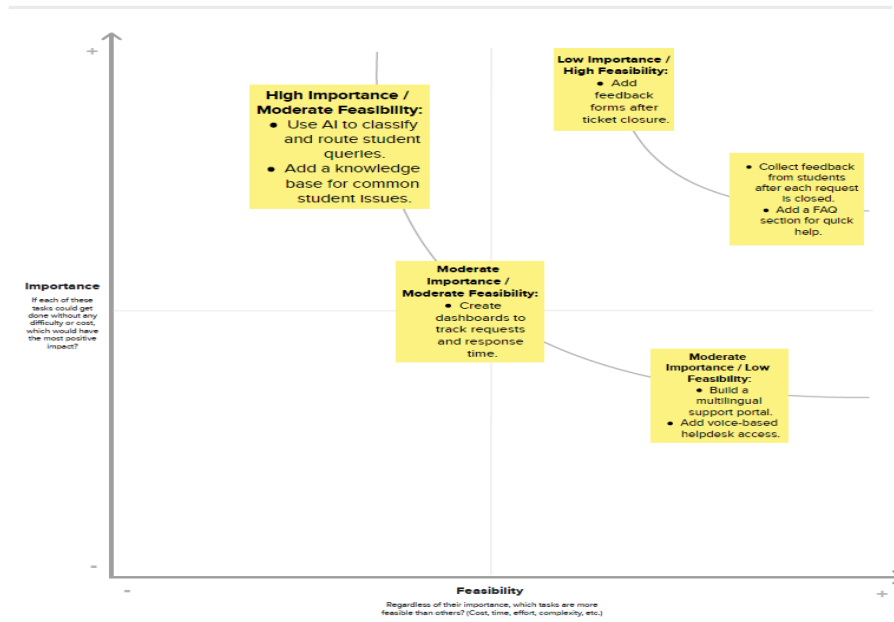 +
Low Importance /
High Feasibility:
● Add
feedback
forms after
ticket closure.
High Importance /
Moderate Feasibility:
● Use AI to classify
and route student
queries.
● Add a knowledge
base for common
student issues.
● Collect feedback
from students
after each request
is closed.
● Add a FAQ
section for quick
help.
Moderate
Importance /
Moderate Feasibility:
● Create
dashboards to
track requests
and response
time.
Importance
If each of these
tasks could get
done without any
difficulty or cost,
which would have
the most positive
impact?
Moderate
Importance / Low
Feasibility:
● Build a
multilingual
support portal.
● Add voice-based
helpdesk access.
-
-
Feasibility
+
Regardless of their importance, which tasks are more
feasible than others? (Cost, time, effort, complexity, etc.)